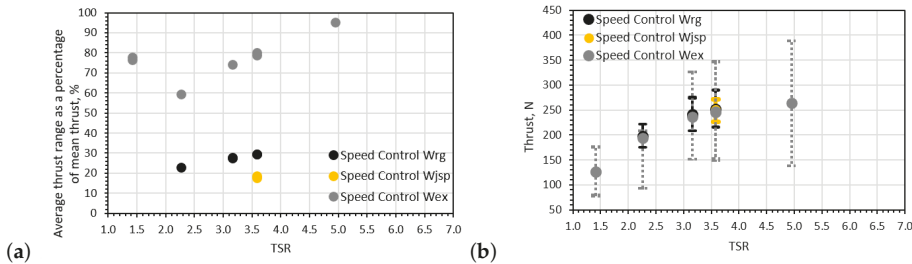 Average thrust range as a percentage
of mean thrust, %
100
90
80
70
60
50
40
30
20
10
0
1.0 1.5 2.0 2.5 3.0 3.5 4.0 4.5 5.0 5.5 6.0 6.5 7.0
TSR
Speed Control Wrg
Speed Control Wjsp
Speed Control Wex
(a)
Thrust, N
450
400
350
300
250
200
150
100
50
1.0 1.5 2.0 2.5 3.0 3.5 4.0 4.5 5.0 5.5 6.0 6.5 7.0
TSR
Speed Control Wrg
Speed Control Wjsp
Speed Control Wex
(b)